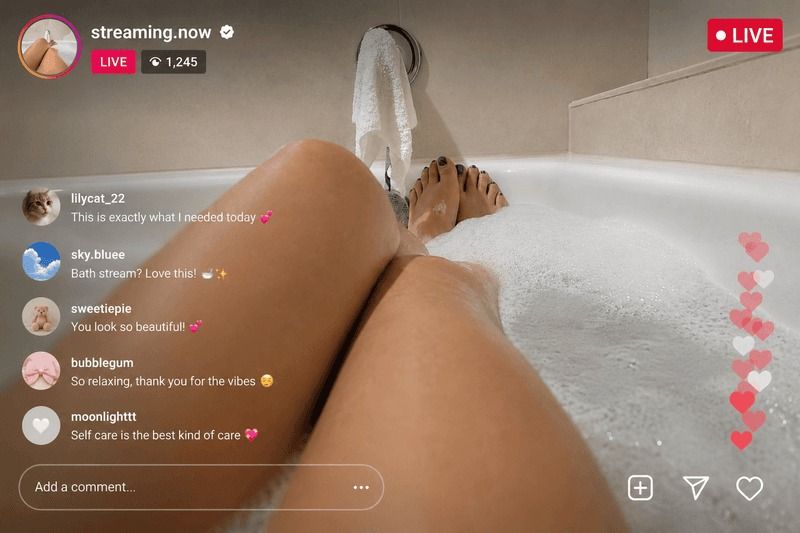 streaming.now
LIVE 1,245
LIVE
lilycat_22
This is exactly what I needed today 💕
sky.bluee
Bath stream? Love this! 🛁✨
sweetiepie
You look so beautiful! 💕
bubblegum
So relaxing, thank you for the vibes 😌
moonlighttt
Self care is the best kind of care 💖
Add a comment...